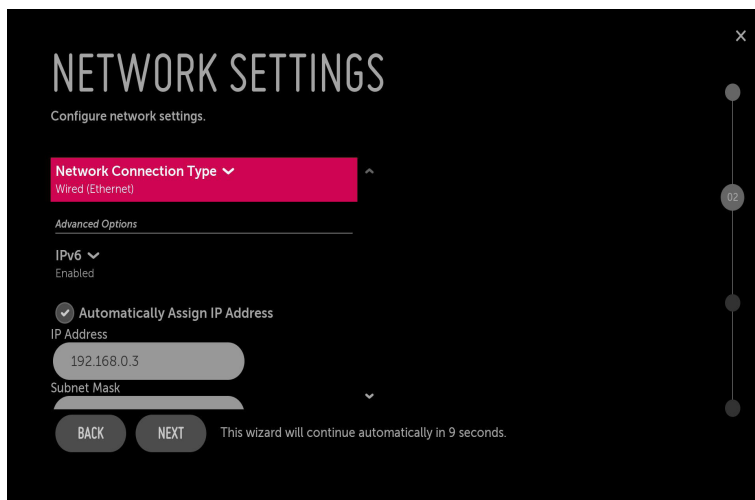 NETWORK SETTINGS
Configure network settings.
Network Connection Type
Wired (Ethernet)
02
Advanced Options
IPv6
Enabled
Automatically Assign IP Address
IP Address
192.168.0.3
Subnet Mask
BACK NEXT This wizard will continue automatically in 9 seconds.